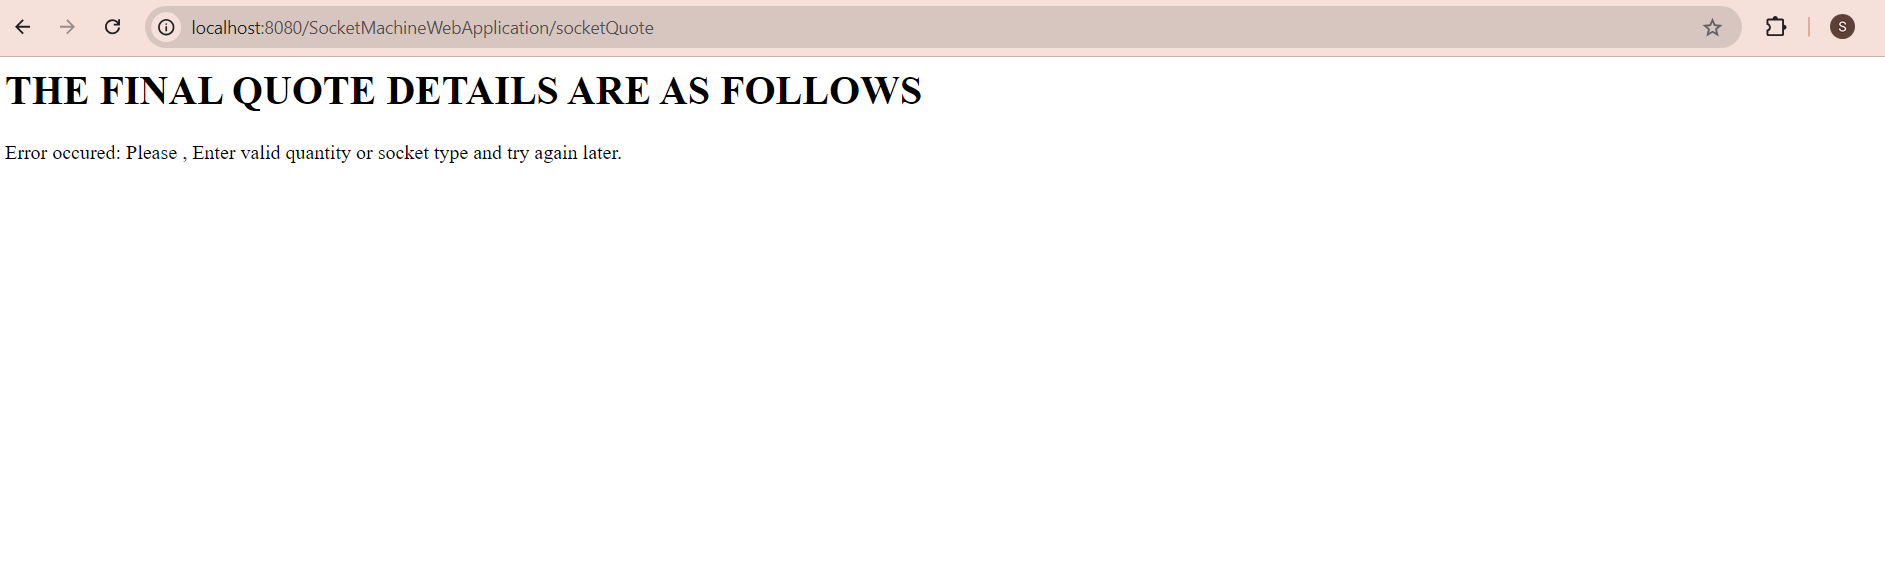 localhost:8080/SocketMachineWebApplication/socketQuote
S
THE FINAL QUOTE DETAILS ARE AS FOLLOWS
Error occured: Please , Enter valid quantity or socket type and try again later.